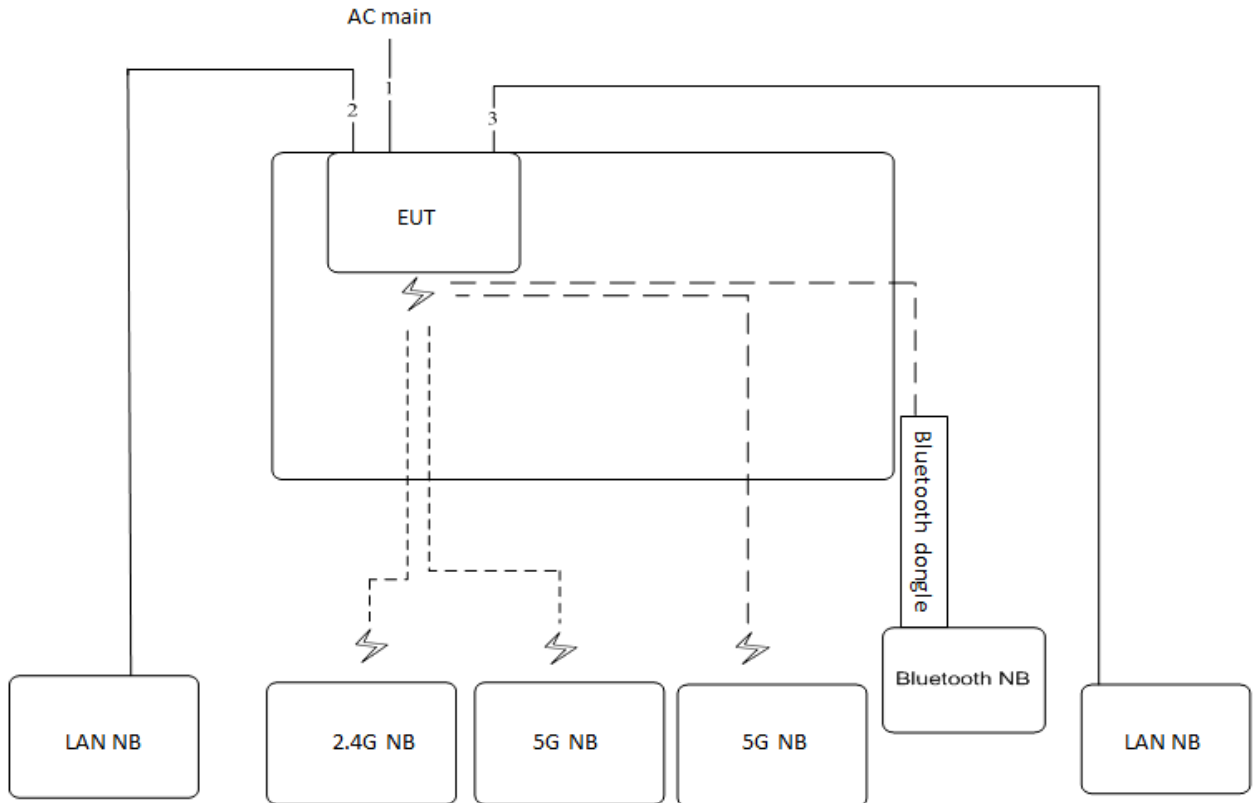 AC main
1
2
3
EUT
Bluetooth dongle
Bluetooth NB
LAN NB
2.4G NB
5G NB
5G NB
LAN NB